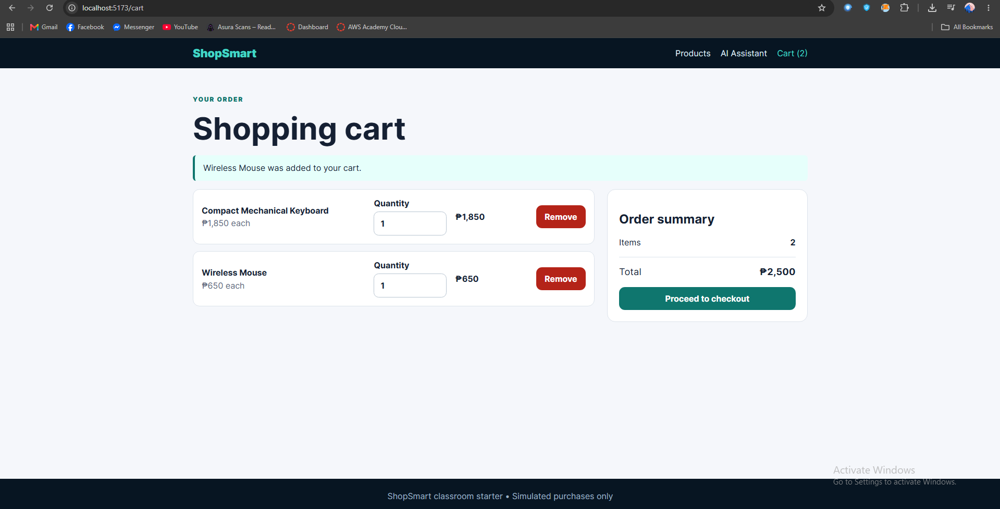 localhost:5173/cart
Gmail
Facebook
Messenger
YouTube
Asura Scans – Read...
Dashboard
AWS Academy Clou...
All Bookmarks
ShopSmart
Products
AI Assistant
Cart (2)
YOUR ORDER
Shopping cart
Wireless Mouse was added to your cart.
Compact Mechanical Keyboard
₱1,850 each
Quantity
1
₱1,850
Remove
Wireless Mouse
₱650 each
Quantity
1
₱650
Remove
Order summary
Items 2
Total ₱2,500
Proceed to checkout
Activate Windows
Go to Settings to activate Windows.
ShopSmart classroom starter • Simulated purchases only